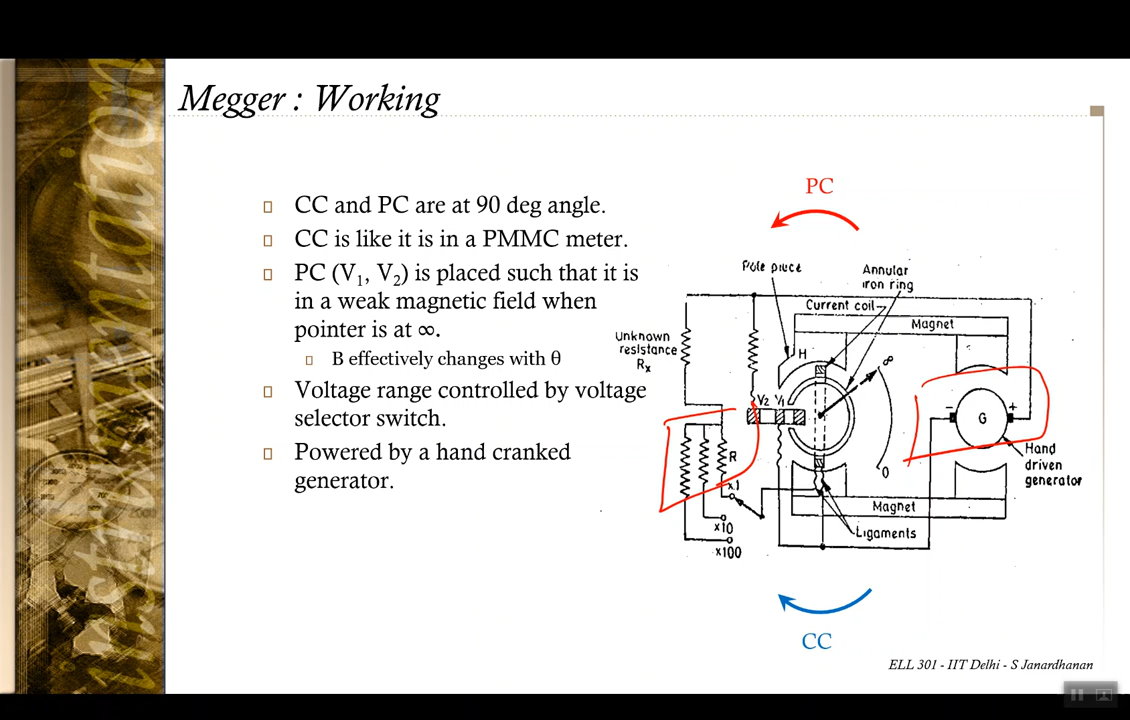 Megger : Working
CC and PC are at 90 deg angle.
CC is like it is in a PMMC meter.
PC (V₁, V₂) is placed such that it is
in a weak magnetic field when
pointer is at ∞.
B effectively changes with θ
Voltage range controlled by voltage
selector switch.
Powered by a hand cranked
generator.
PC
Pole piece
Annular
iron ring
Current coil
Magnet
Unknown
resistance
Rx
H
∞
V2 V1
- G +
R
Hand
driven
generator
0
x1
x10
x100
Magnet
Ligaments
CC
ELL 301 - IIT Delhi - S Janardhanan